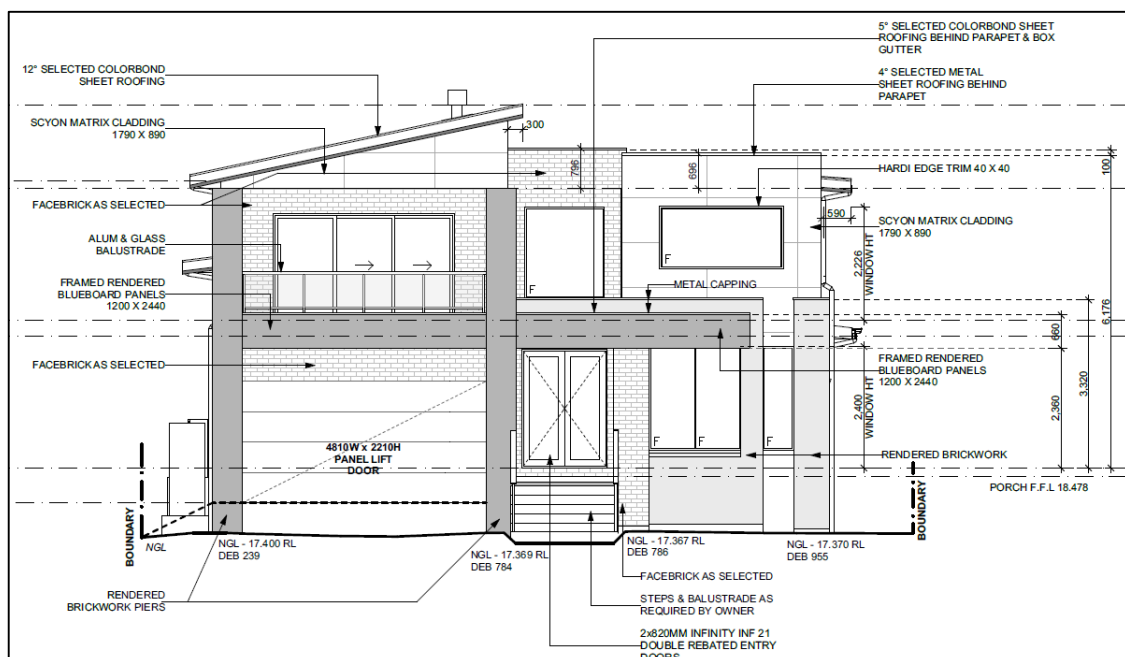 5° SELECTED COLORBOND SHEET
ROOFING BEHIND PARAPET & BOX
GUTTER
12° SELECTED COLORBOND
SHEET ROOFING
4° SELECTED METAL
SHEET ROOFING BEHIND
PARAPET
SCYON MATRIX CLADDING
1790 X 890
300
796
696
100
HARDI EDGE TRIM 40 X 40
FACEBRICK AS SELECTED
590
SCYON MATRIX CLADDING
1790 X 890
ALUM & GLASS
BALUSTRADE
F
F
2,226
WINDOW HT
6,176
FRAMED RENDERED
BLUEBOARD PANELS
1200 X 2440
METAL CAPPING
660
3,320
FACEBRICK AS SELECTED
FRAMED RENDERED
BLUEBOARD PANELS
1200 X 2440
2,400
WINDOW HT
2,360
4810W x 2210H
PANEL LIFT
DOOR
F
F
F
RENDERED BRICKWORK
PORCH F.F.L 18.478
BOUNDARY
BOUNDARY
NGL
NGL - 17.400 RL
DEB 239
NGL - 17.369 RL
DEB 784
NGL - 17.367 RL
DEB 786
NGL - 17.370 RL
DEB 955
FACEBRICK AS SELECTED
RENDERED
BRICKWORK PIERS
STEPS & BALUSTRADE AS
REQUIRED BY OWNER
2x820MM INFINITY INF 21
DOUBLE REBATED ENTRY
DOORS